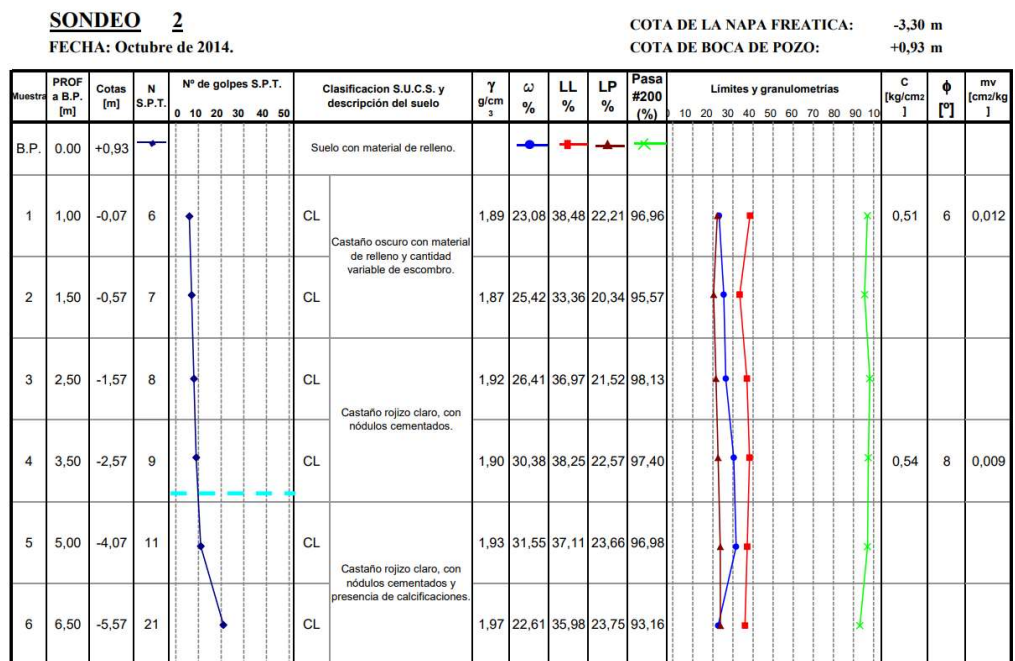 SONDEO 2
FECHA: Octubre de 2014.
COTA DE LA NAPA FREATICA: -3,30 m
COTA DE BOCA DE POZO: +0,93 m
Muestra PROF a B.P. [m] Cotas [m] N S.P.T. Nº de golpes S.P.T. Clasificacion S.U.C.S. y descripción del suelo γ g/cm 3 ω % LL % LP % Pasa #200 (%) Límites y granulometrías C [kg/cm2 ] ϕ [º] mv [cm2/kg ]
0 10 20 30 40 50 10 20 30 40 50 60 70 80 90 10
B.P. 0.00 +0,93 Suelo con material de relleno.
1 1,00 -0,07 6 CL 1,89 23,08 38,48 22,21 96,96 0,51 6 0,012
Castaño oscuro con material
de relleno y cantidad
variable de escombro.
2 1,50 -0,57 7 CL 1,87 25,42 33,36 20,34 95,57
3 2,50 -1,57 8 CL 1,92 26,41 36,97 21,52 98,13
Castaño rojizo claro, con
nódulos cementados.
4 3,50 -2,57 9 CL 1,90 30,38 38,25 22,57 97,40 0,54 8 0,009
5 5,00 -4,07 11 CL 1,93 31,55 37,11 23,66 96,98
Castaño rojizo claro, con
nódulos cementados y
presencia de calcificaciones.
6 6,50 -5,57 21 CL 1,97 22,61 35,98 23,75 93,16